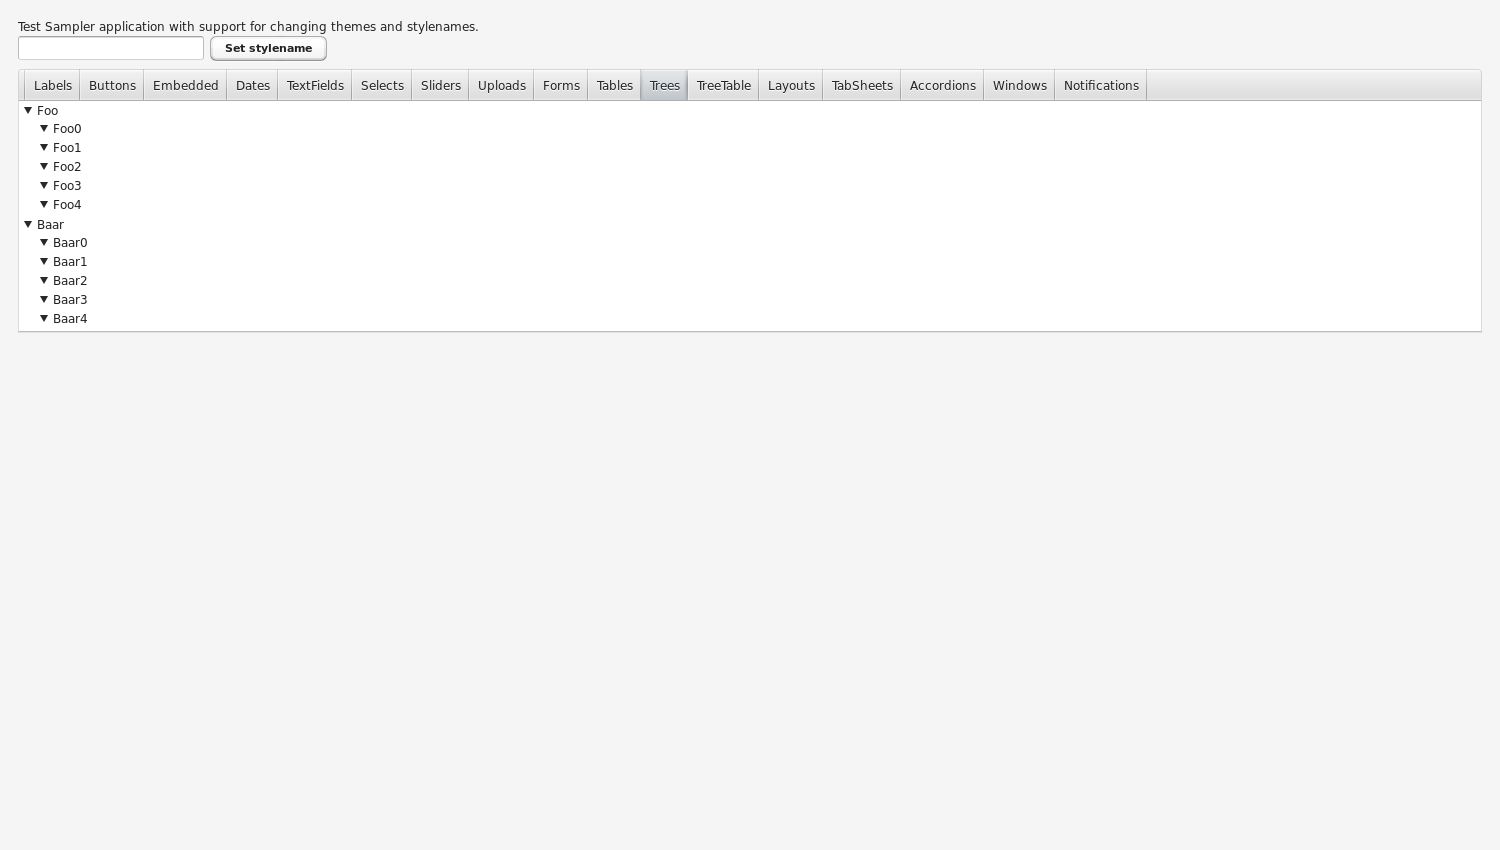 Test Sampler application with support for changing themes and stylenames.
Set stylename
Labels Buttons Embedded Dates TextFields Selects Sliders Uploads Forms Tables Trees TreeTable Layouts TabSheets Accordions Windows Notifications
Foo
Foo0
Foo1
Foo2
Foo3
Foo4
Baar
Baar0
Baar1
Baar2
Baar3
Baar4